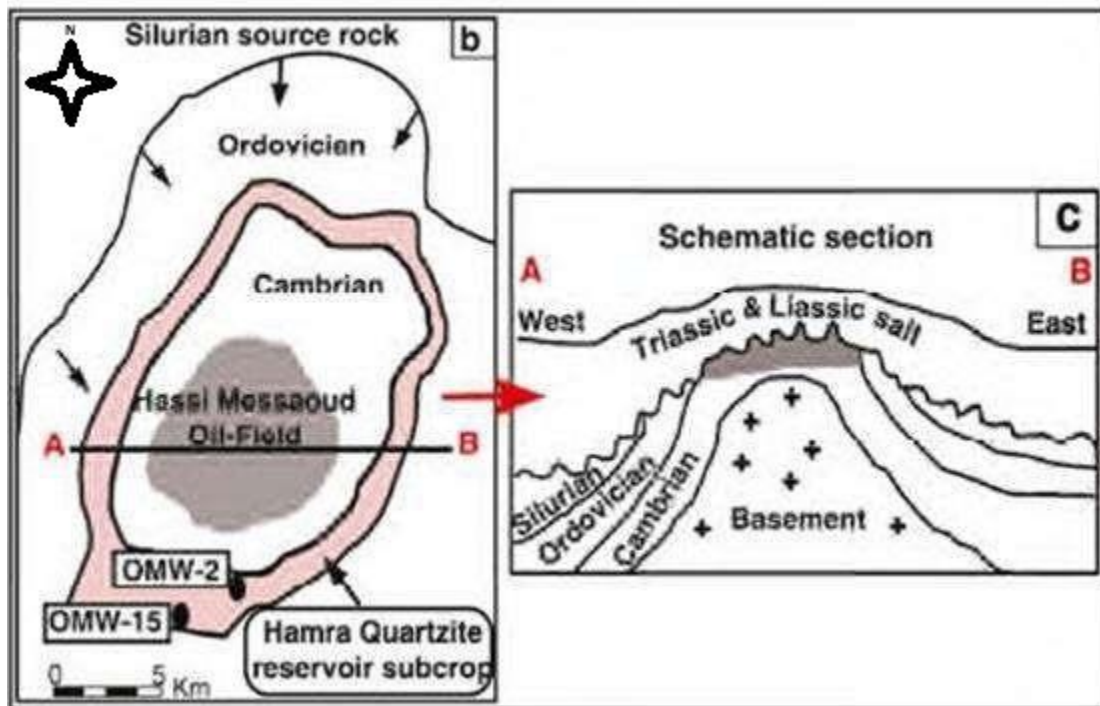 N
Silurian source rock
b
Ordovician
Cambrian
Hassi Messaoud
Oil-Field
A
B
OMW-2
OMW-15
Hamra Quartzite
reservoir subcrop
0 5 Km
C
Schematic section
A
B
West
Triassic & Liassic salt
East
Silurian
Ordovician
Cambrian
Basement